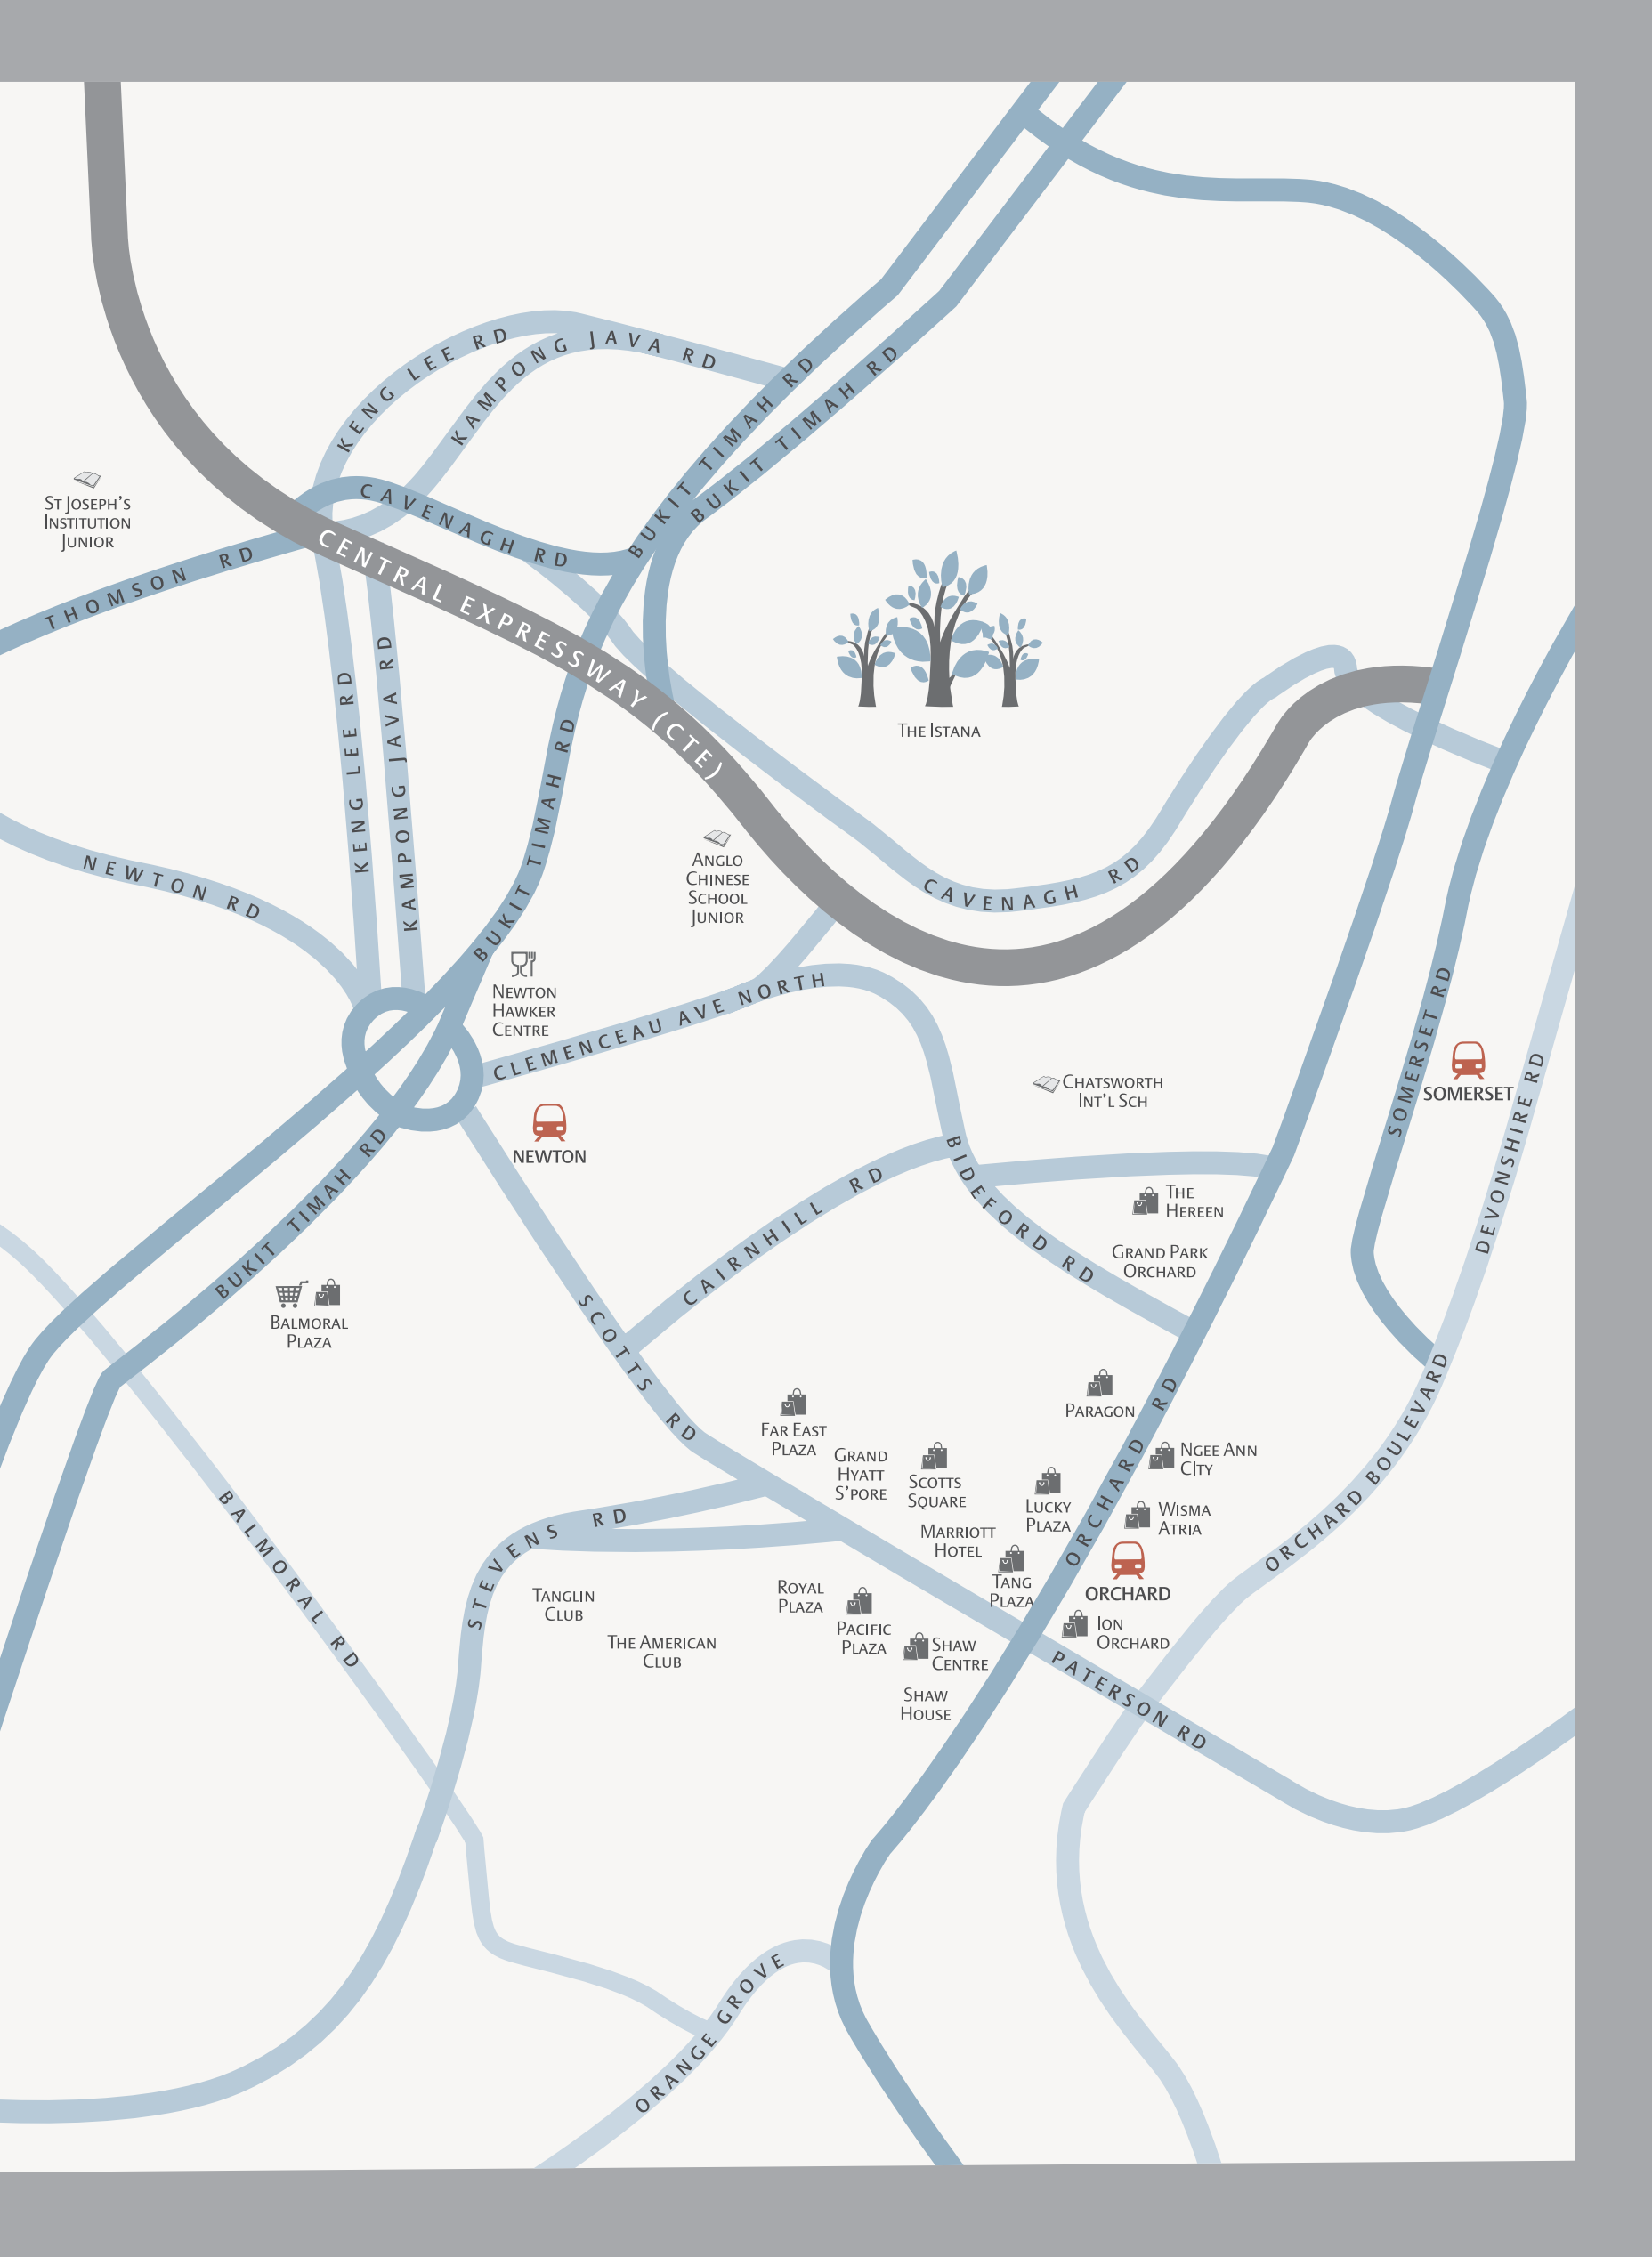 KENG LEE RD
KAMPONG JAVA RD
BUKIT TIMAH RD
BUKIT TIMAH RD
ST JOSEPH'S
INSTITUTION
JUNIOR
CAVENAGH RD
THOMSON RD
CENTRAL EXPRESSWAY (CTE)
THE ISTANA
KENG LEE RD
KAMPONG JAVA RD
BUKIT TIMAH RD
NEWTON RD
ANGLO
CHINESE
SCHOOL
JUNIOR
CAVENAGH RD
NEWTON
HAWKER
CENTRE
CLEMENCEAU AVE NORTH
SOMERSET RD
SOMERSET
DEVONSHIRE RD
CHATSWORTH
INT'L SCH
NEWTON
BUKIT TIMAH RD
BIDEFORD RD
CAIRNHILL RD
THE
HEREEN
GRAND PARK
ORCHARD
BALMORAL
PLAZA
SCOTTS RD
PARAGON
ORCHARD RD
ORCHARD BOULEVARD
FAR EAST
PLAZA
GRAND
HYATT
S'PORE
SCOTTS
SQUARE
NGEE ANN
CITY
LUCKY
PLAZA
WISMA
ATRIA
MARRIOTT
HOTEL
BALMORAL RD
STEVENS RD
TANGLIN
CLUB
ROYAL
PLAZA
TANG
PLAZA
ORCHARD
PACIFIC
PLAZA
ION
ORCHARD
THE AMERICAN
CLUB
SHAW
CENTRE
PATERSON RD
SHAW
HOUSE
ORANGE GROVE